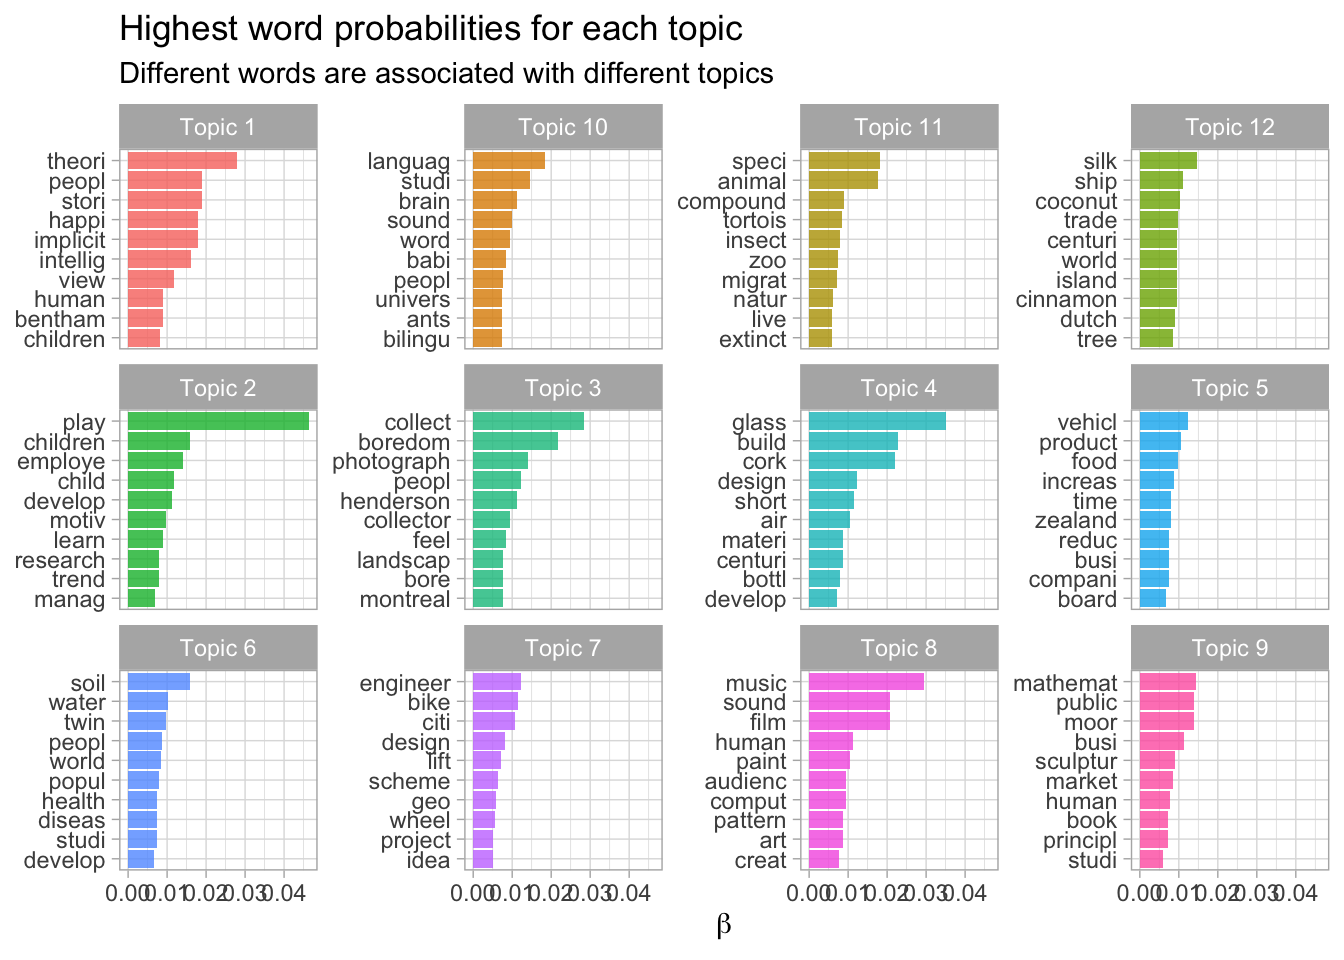 Highest word probabilities for each topic
Different words are associated with different topics
Topic 1
theori
peopl
stori
happi
implicit
intellig
view
human
bentham
children
Topic 10
languag
studi
brain
sound
word
babi
peopl
univers
ants
bilingu
Topic 11
speci
animal
compound
tortois
insect
zoo
migrat
natur
live
extinct
Topic 12
silk
ship
coconut
trade
centuri
world
island
cinnamon
dutch
tree
Topic 2
play
children
employe
child
develop
motiv
learn
research
trend
manag
Topic 3
collect
boredom
photograph
peopl
henderson
collector
feel
landscap
bore
montreal
Topic 4
glass
build
cork
design
short
air
materi
centuri
bottl
develop
Topic 5
vehicl
product
food
increas
time
zealand
reduc
busi
compani
board
Topic 6
soil
water
twin
peopl
world
popul
health
diseas
studi
develop
0.00 0.01 0.02 0.03 0.04
Topic 7
engineer
bike
citi
design
lift
scheme
geo
wheel
project
idea
0.00 0.01 0.02 0.03 0.04
Topic 8
music
sound
film
human
paint
audienc
comput
pattern
art
creat
0.00 0.01 0.02 0.03 0.04
Topic 9
mathemat
public
moor
busi
sculptur
market
human
book
principl
studi
0.00 0.01 0.02 0.03 0.04
β